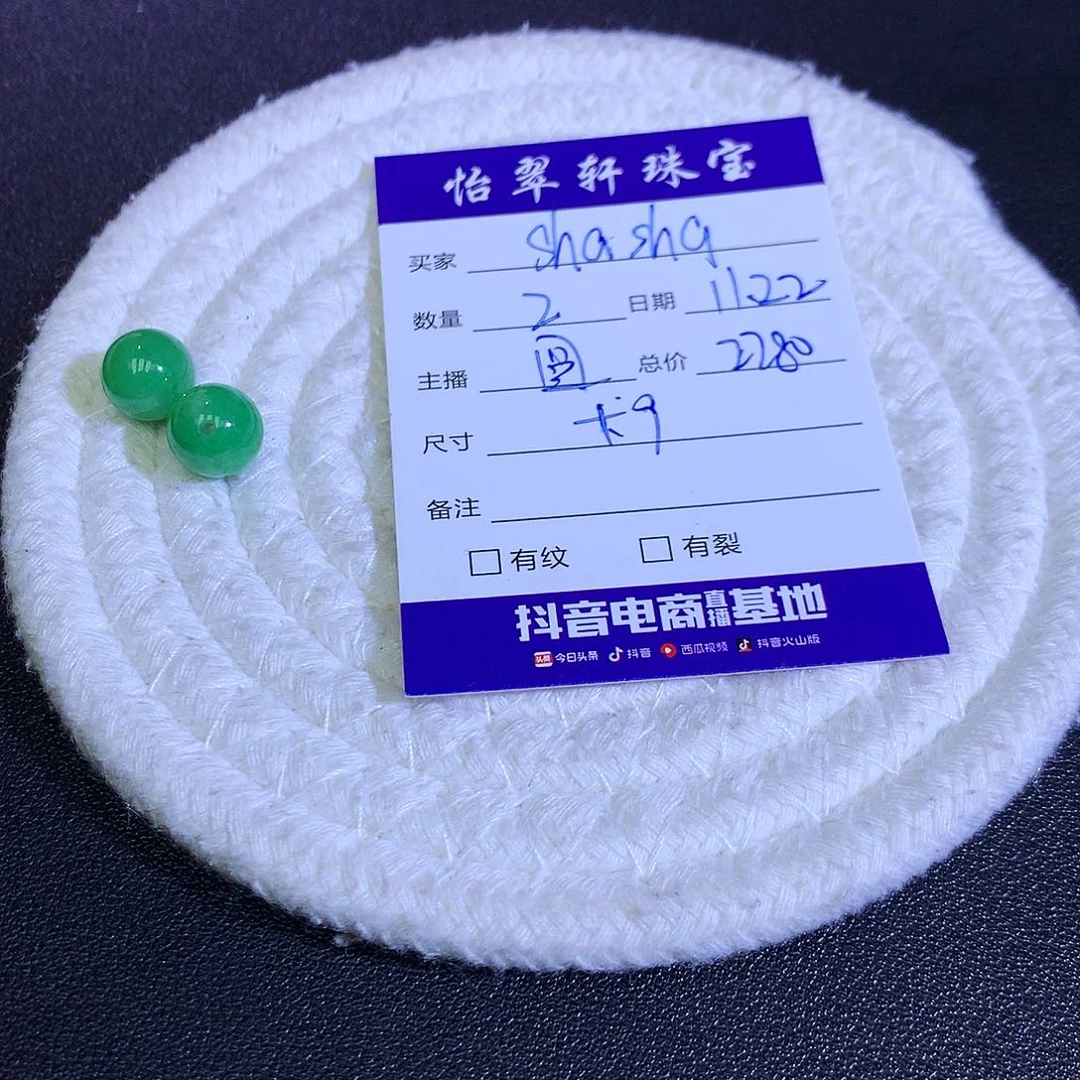 怡翠轩珠宝
买家 shasha
数量 2 日期 11.22
主播 圆 总价 2280
尺寸 卡9
备注
有纹 有裂
抖音电商直播基地
头条 今日头条 抖音 西瓜视频 抖音火山版